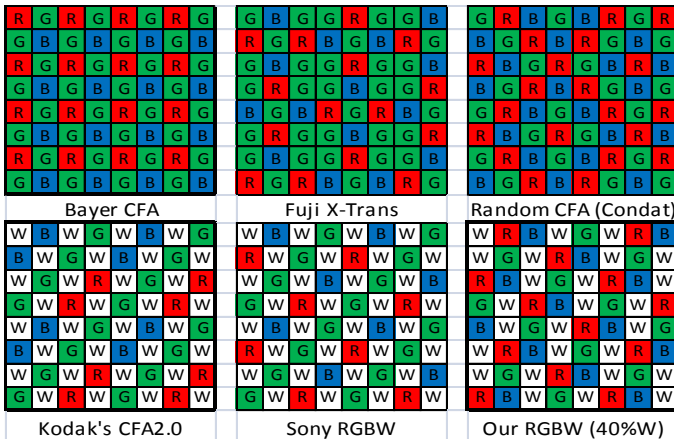 R G R G R G R G G B G G R G G B G R B G B R G R
G B G B G B G B R G R B G B R G B G R B R G B G
R G R G R G R G G B G G R G G B R B G R G B R B
G B G B G B G B G R G G B G G R B G R B R G B G
R G R G R G R G B G B R G R B G G R B G B R G R
G B G B G B G B G R G G B G G R R B G R G B R B
R G R G R G R G G B G G R G G B G R B G B R G R
G B G B G B G B R G R B G B R G B G R B R G B G
Bayer CFA Fuji X-Trans Random CFA (Condat)
W B W G W B W G W B W G W B W G W R B W G W R B
B W G W B W G W R W G W R W G W W G W R B W G W
W G W R W G W R W G W B W G W B R B W G W R B W
G W R W G W R W G W R W G W R W G W R B W G W R
W B W G W B W G W B W G W B W G B W G W R B W G
B W G W B W G W R W G W R W G W W R B W G W R B
W G W R W G W R W G W B W G W B W G W R B W G W
G W R W G W R W G W R W G W R W R B W G W R B W
Kodak's CFA2.0 Sony RGBW Our RGBW (40%W)